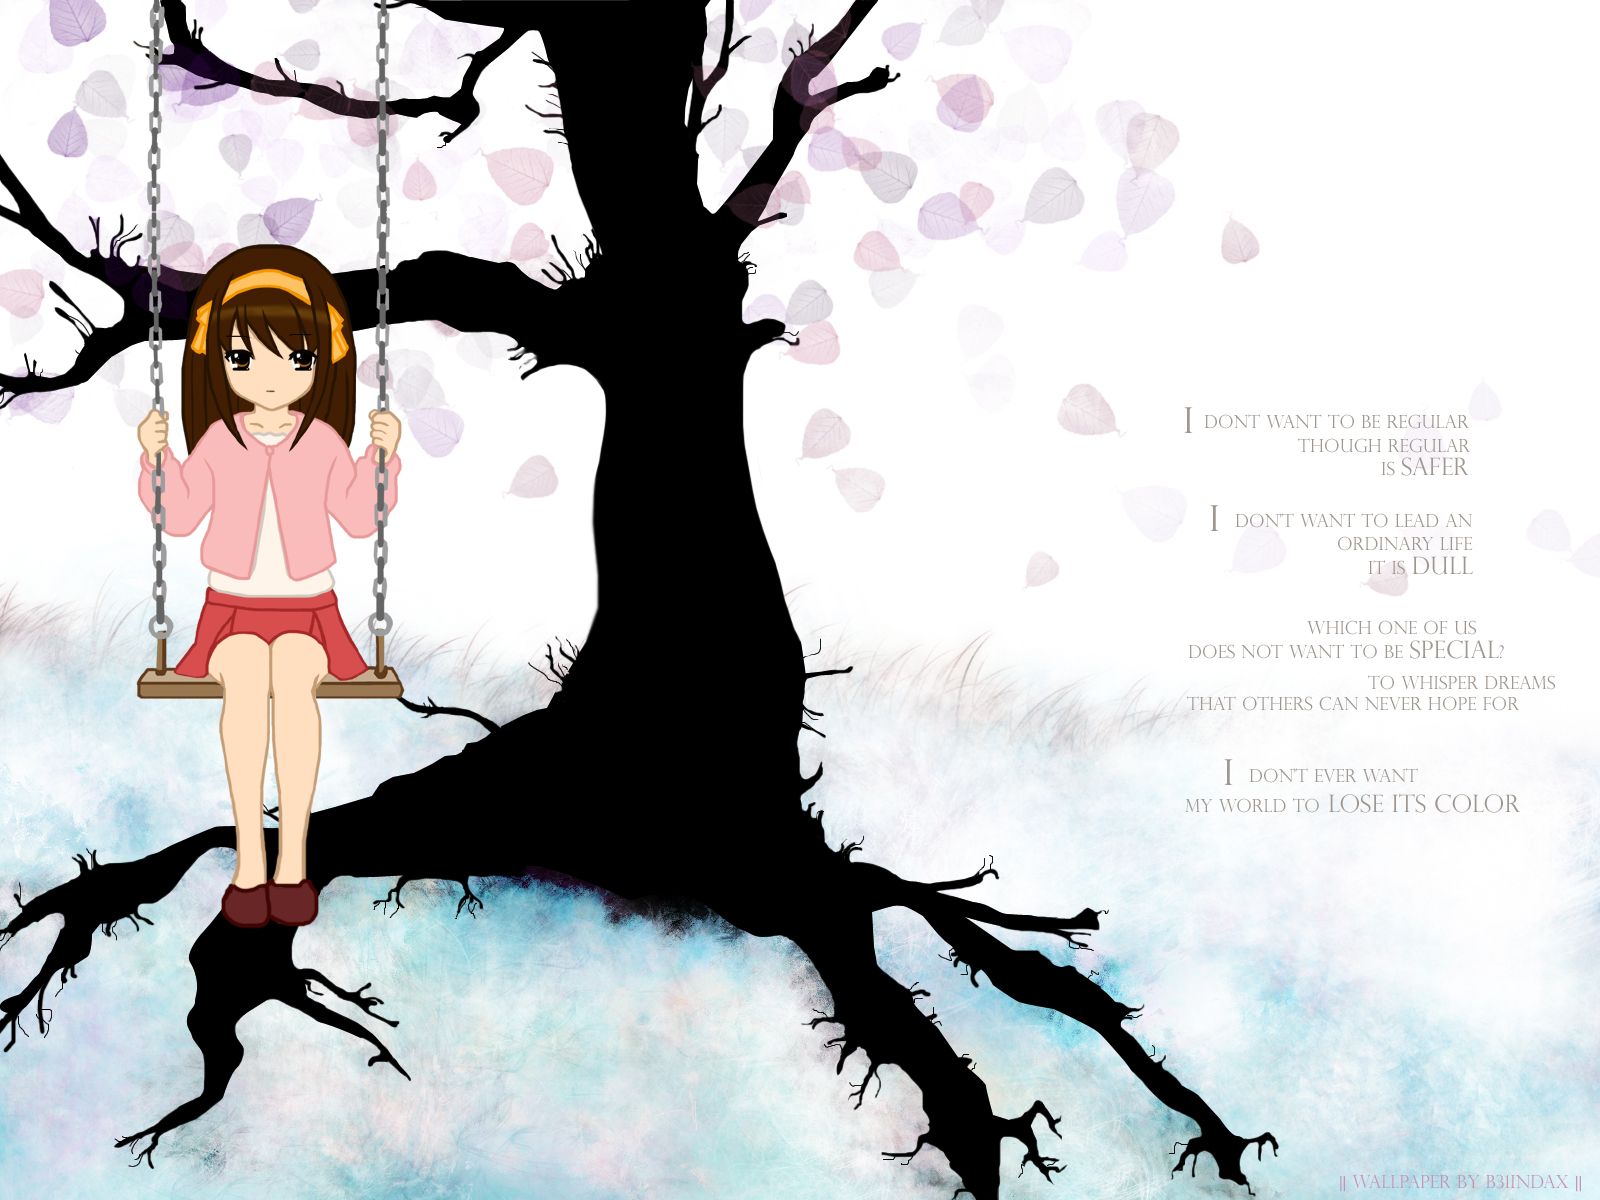 I DONT WANT TO BE REGULAR
THOUGH REGULAR
IS SAFER
I DON'T WANT TO LEAD AN
ORDINARY LIFE
IT IS DULL
WHICH ONE OF US
DOES NOT WANT TO BE SPECIAL?
TO WHISPER DREAMS
THAT OTHERS CAN NEVER HOPE FOR
I DON'T EVER WANT
MY WORLD TO LOSE ITS COLOR
|| WALLPAPER BY B3IINDAX ||